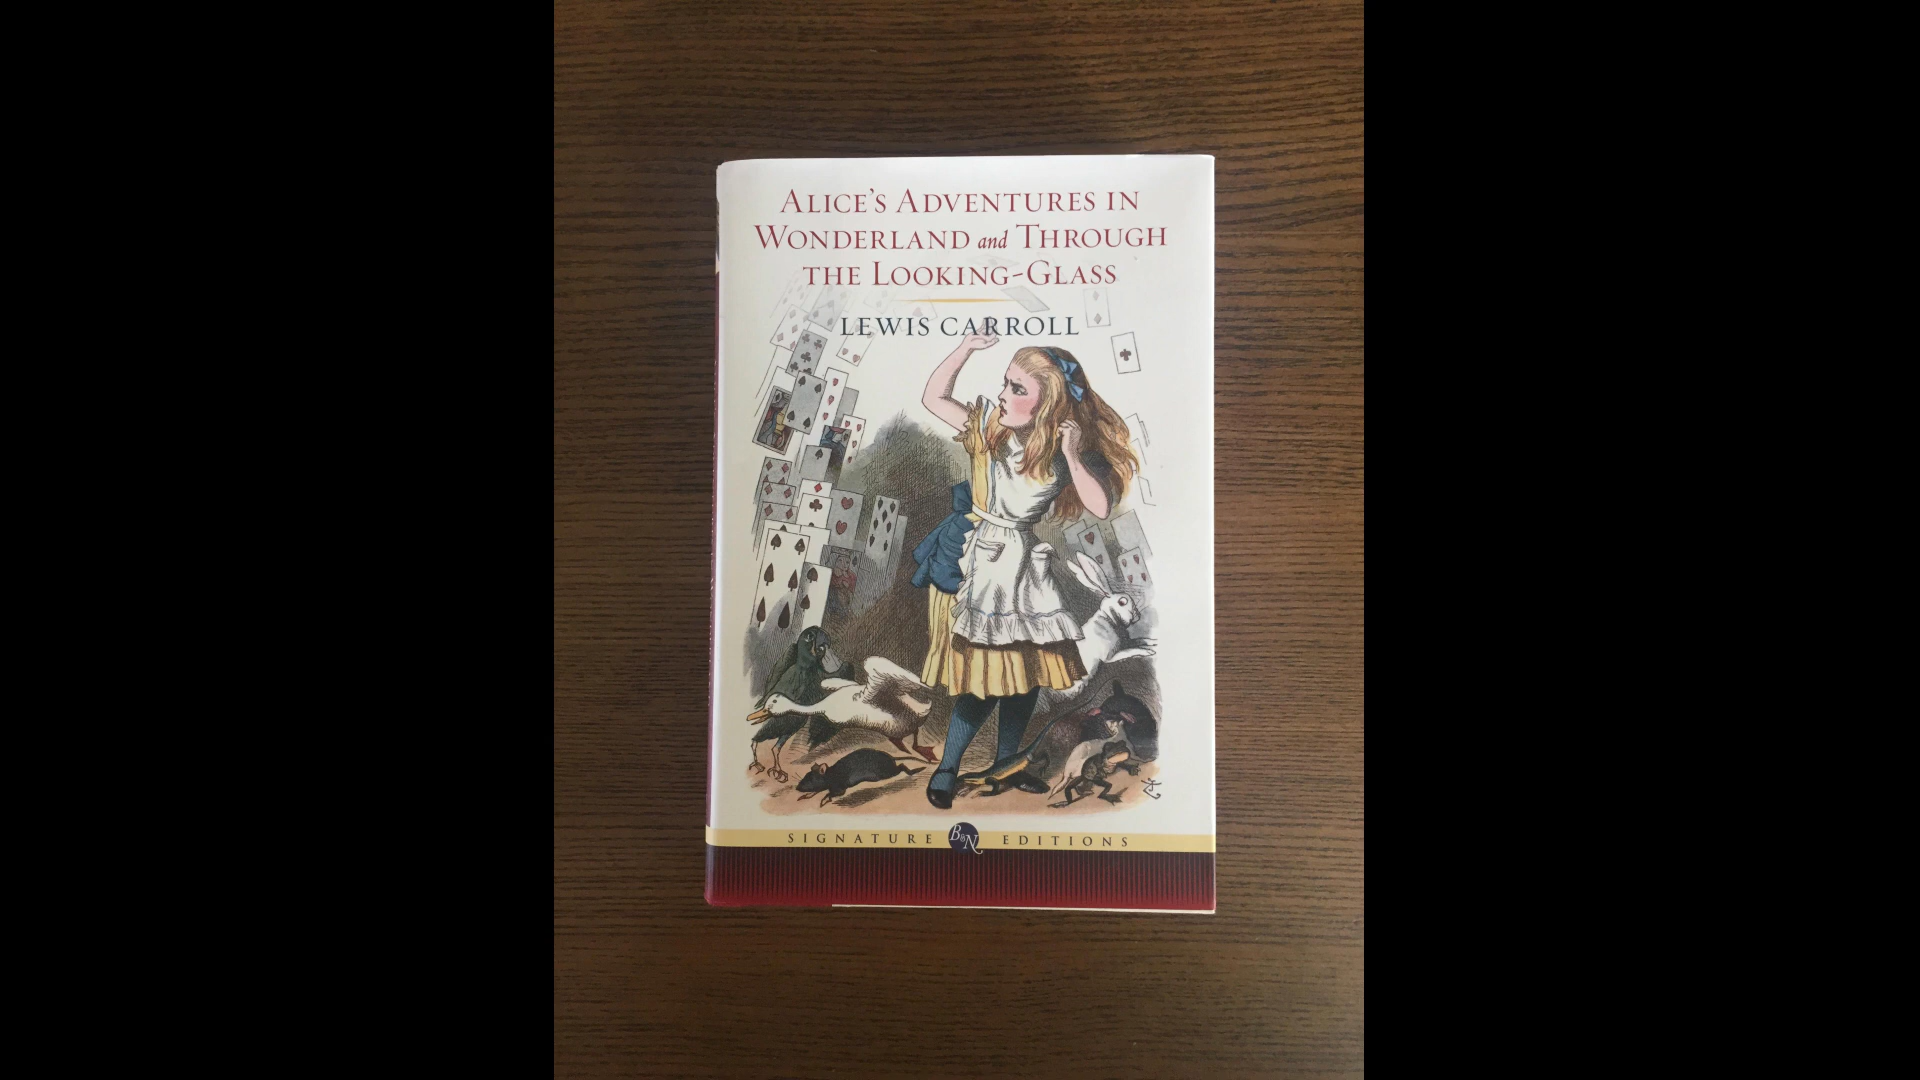 ALICE'S ADVENTURES IN
WONDERLAND and THROUGH
THE LOOKING-GLASS
LEWIS CARROLL
SIGNATURE B&N EDITIONS